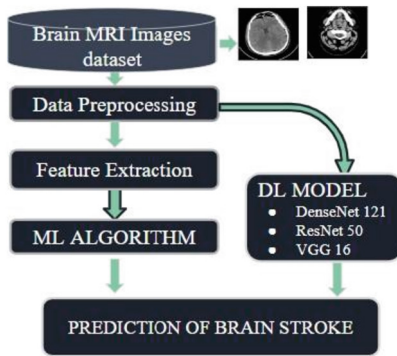 Brain MRI Images
dataset
Data Preprocessing
Feature Extraction
ML ALGORITHM
DL MODEL
● DenseNet 121
● ResNet 50
● VGG 16
PREDICTION OF BRAIN STROKE